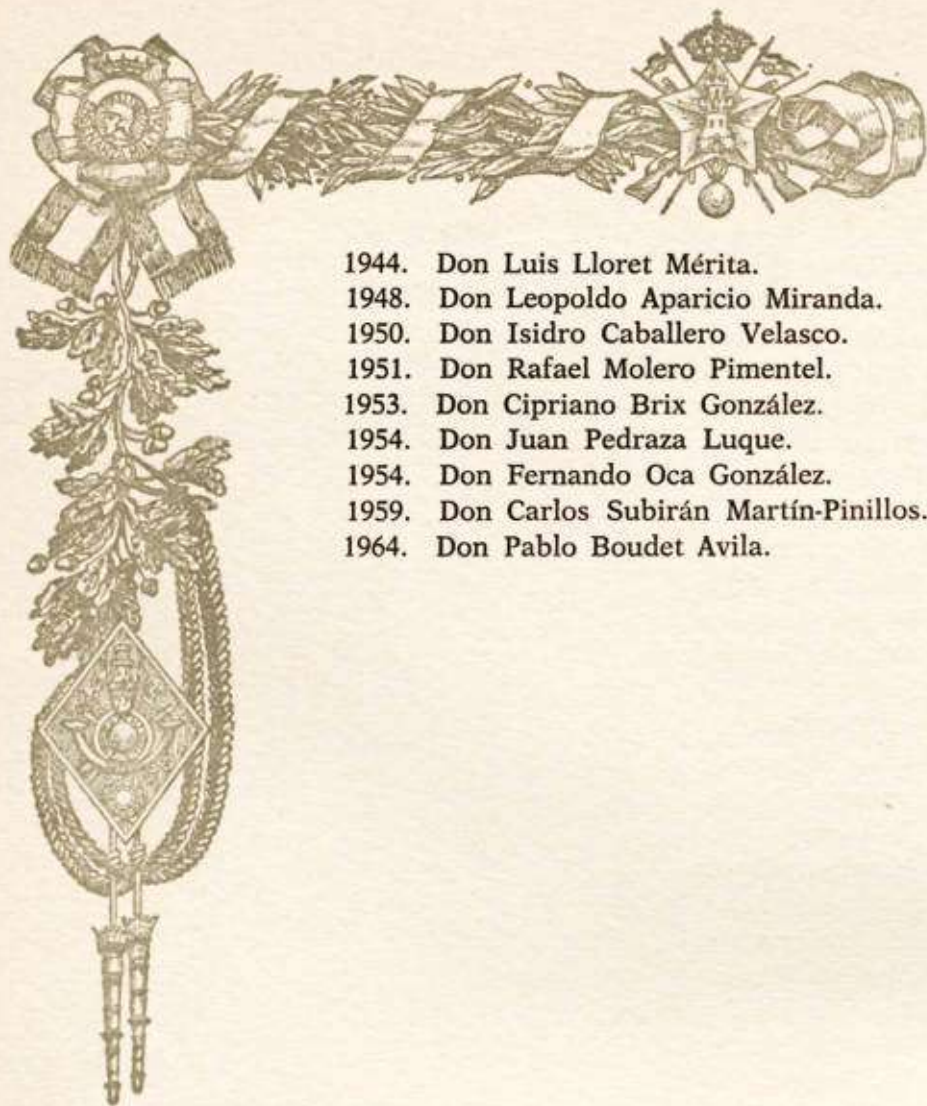 1944. Don Luis Lloret Mérita.
1948. Don Leopoldo Aparicio Miranda.
1950. Don Isidro Caballero Velasco.
1951. Don Rafael Molero Pimentel.
1953. Don Cipriano Brix González.
1954. Don Juan Pedraza Luque.
1954. Don Fernando Oca González.
1959. Don Carlos Subirán Martín-Pinillos.
1964. Don Pablo Boudet Avila.